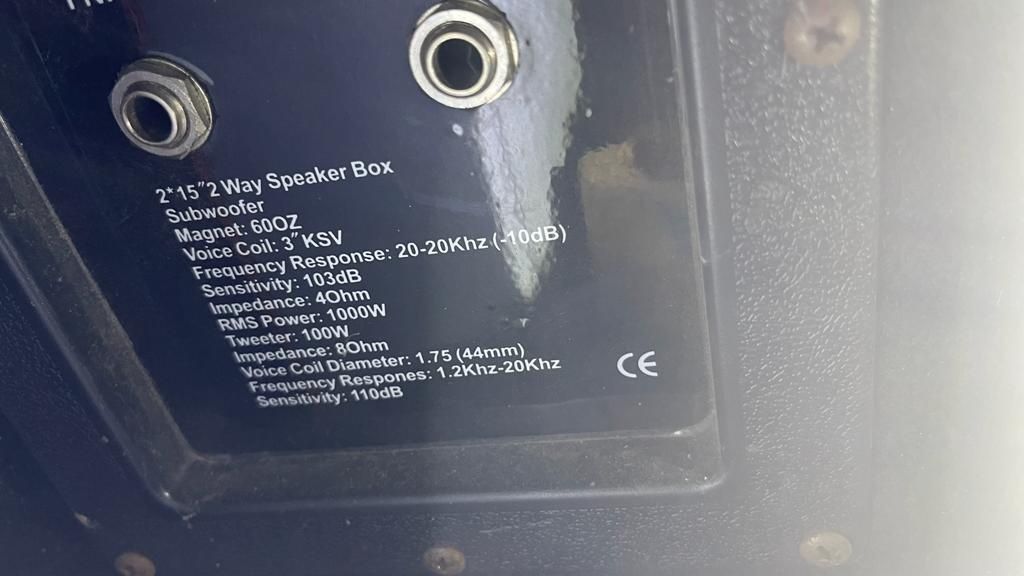 2*15"2 Way Speaker Box
Subwoofer
Magnet: 60OZ
Voice Coil: 3" KSV
Frequency Response: 20-20Khz (-10dB)
Sensitivity: 103dB
Impedance: 4Ohm
RMS Power: 1000W
Tweeter: 100W
Impedance: 8Ohm
Voice Coil Diameter: 1.75 (44mm)
Frequency Respones: 1.2Khz-20Khz
Sensitivity: 110dB
CE